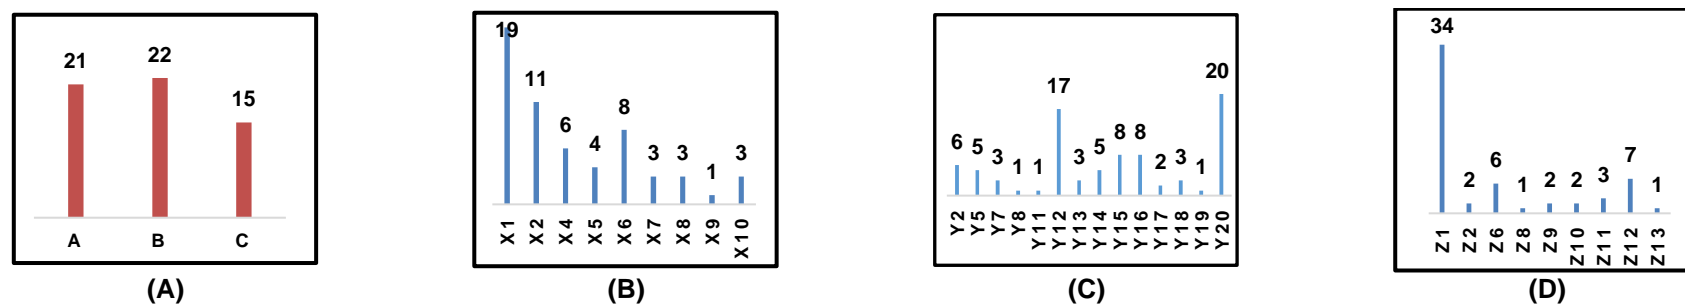 21
22
15
A
B
C
(A)
19
11
6
4
8
3
3
1
3
X1
X2
X4
X5
X6
X7
X8
X9
X10
(B)
6
5
3
1
1
17
3
5
8
8
2
3
1
20
Y2
Y5
Y7
Y8
Y11
Y12
Y13
Y14
Y15
Y16
Y17
Y18
Y19
Y20
(C)
34
2
6
1
2
2
3
7
1
Z1
Z2
Z6
Z8
Z9
Z10
Z11
Z12
Z13
(D)